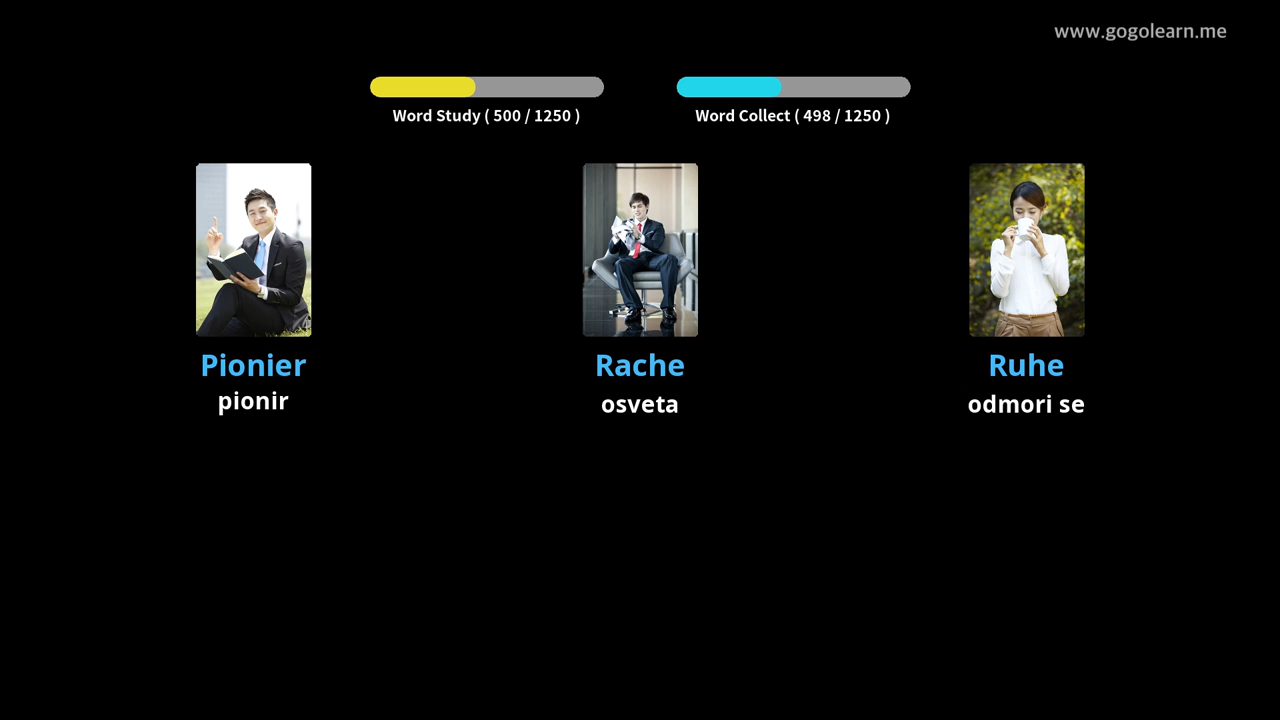 www.gogolearn.me
Word Study ( 500 / 1250 )
Word Collect ( 498 / 1250 )
Pionier
pionir
Rache
osveta
Ruhe
odmori se